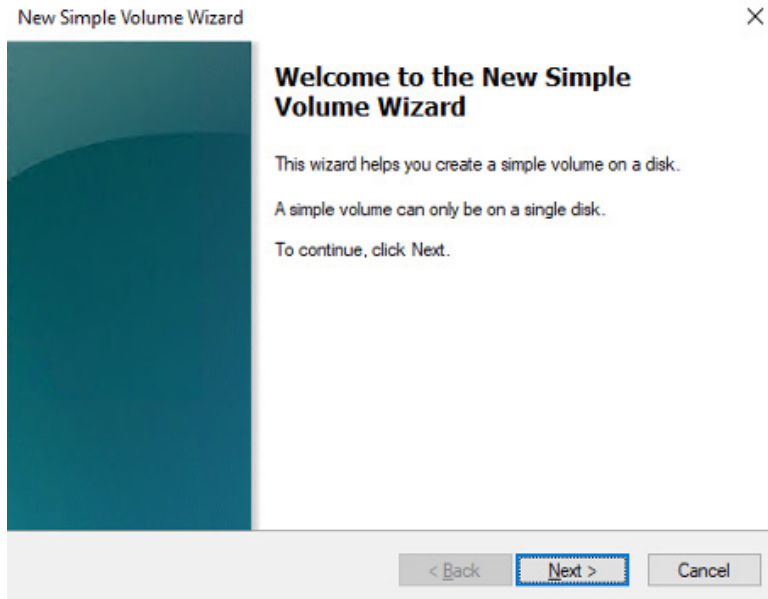 New Simple Volume Wizard
Welcome to the New Simple
Volume Wizard
This wizard helps you create a simple volume on a disk.
A simple volume can only be on a single disk.
To continue, click Next.
< Back
Next >
Cancel